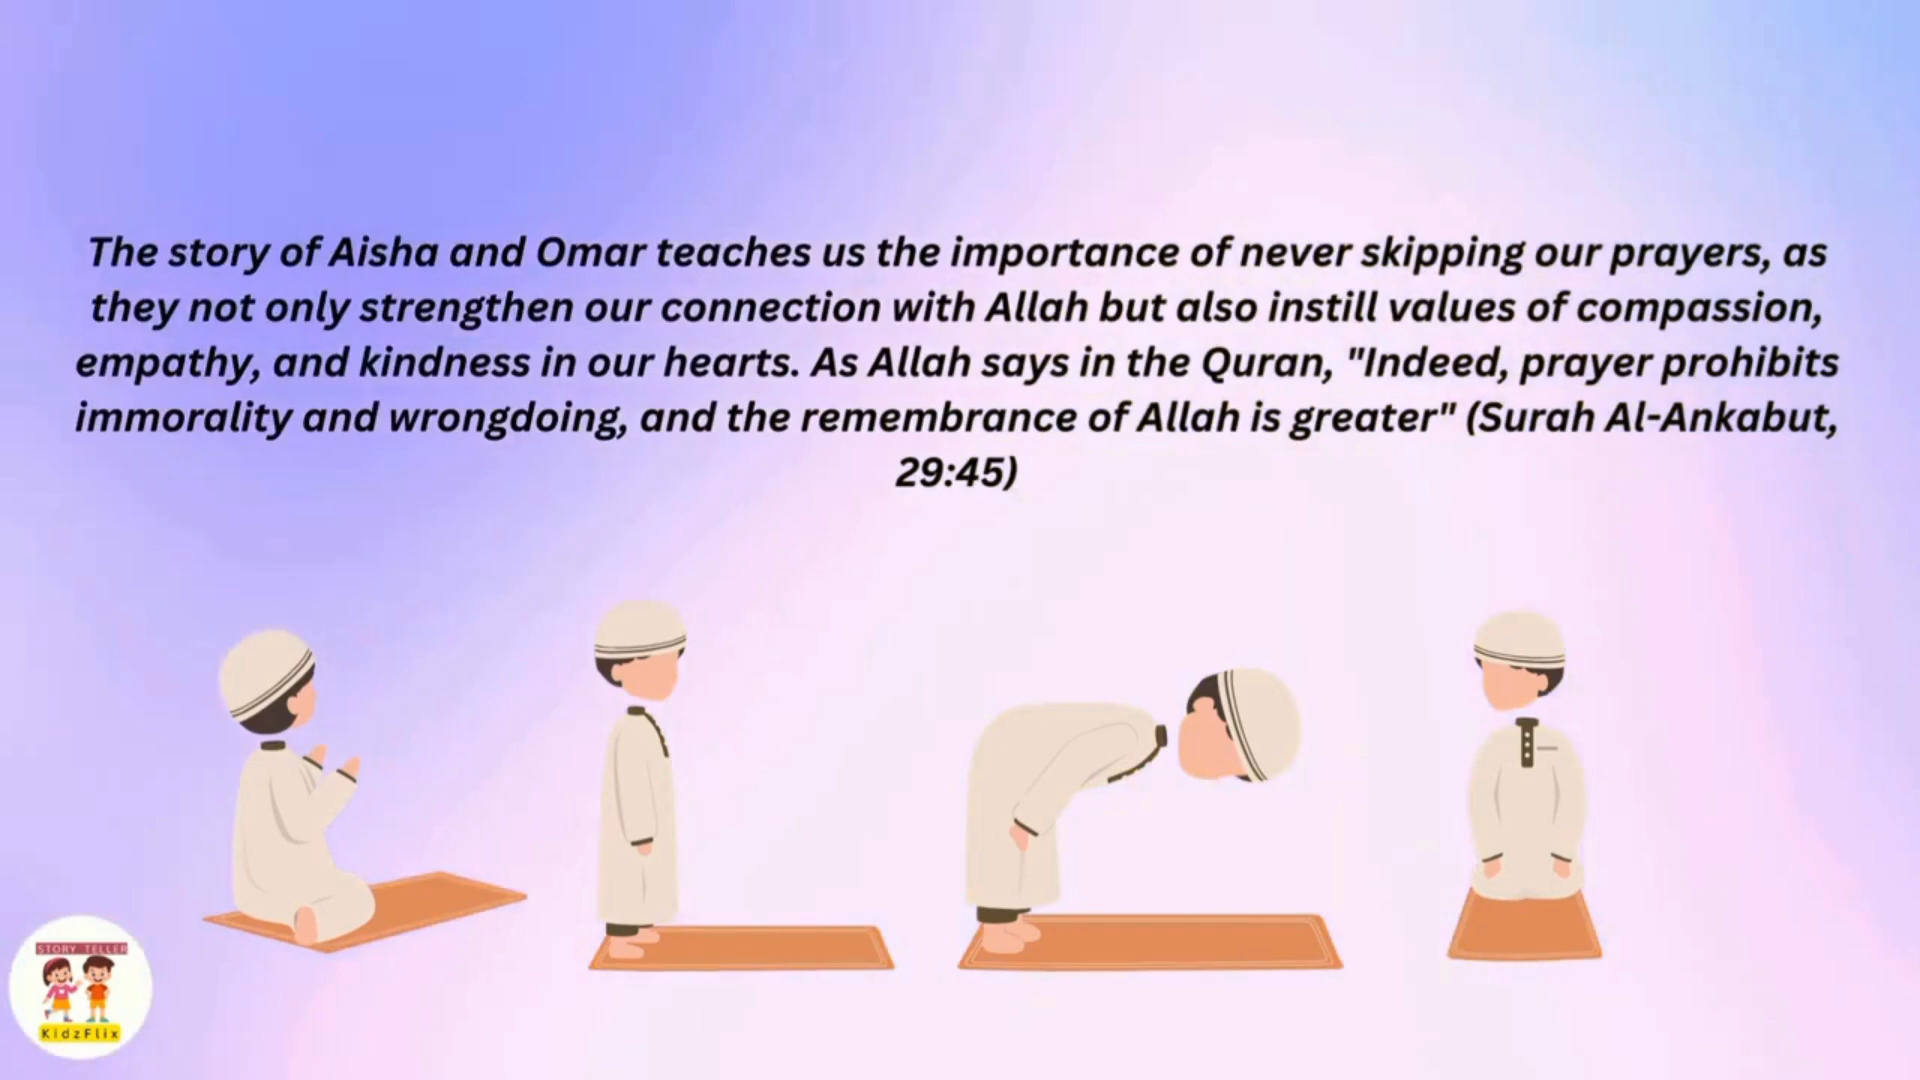 The story of Aisha and Omar teaches us the importance of never skipping our prayers, as
they not only strengthen our connection with Allah but also instill values of compassion,
empathy, and kindness in our hearts. As Allah says in the Quran, "Indeed, prayer prohibits
immorality and wrongdoing, and the remembrance of Allah is greater" (Surah Al-Ankabut,
29:45)
STORY TELLER
KidzFlix